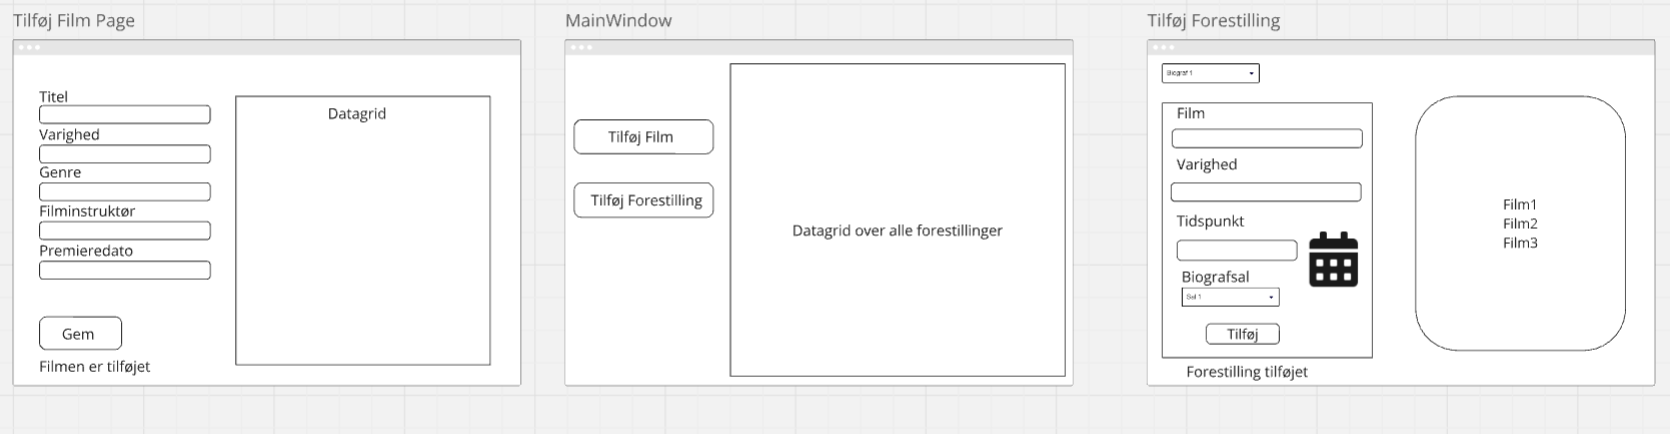 Tilføj Film Page
Titel
Varighed
Genre
Filminstruktør
Premieredato
Gem
Filmen er tilføjet
Datagrid
MainWindow
Tilføj Film
Tilføj Forestilling
Datagrid over alle forestillinger
Tilføj Forestilling
Biograf 1
Film
Varighed
Tidspunkt
Biografsal
Sal 1
Tilføj
Forestilling tilføjet
Film1
Film2
Film3